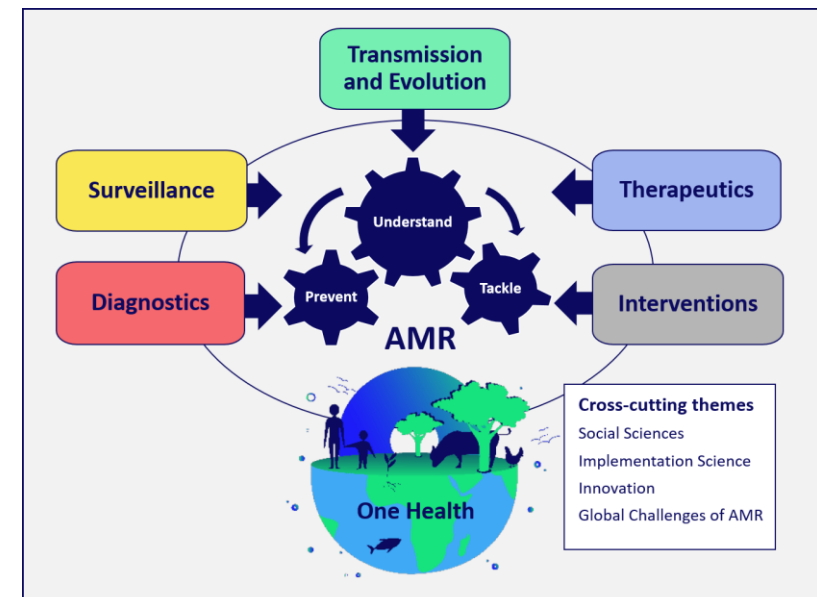 Transmission
and Evolution
Surveillance
Therapeutics
Understand
Diagnostics
Prevent
Tackle
Interventions
AMR
One Health
Cross-cutting themes
Social Sciences
Implementation Science
Innovation
Global Challenges of AMR